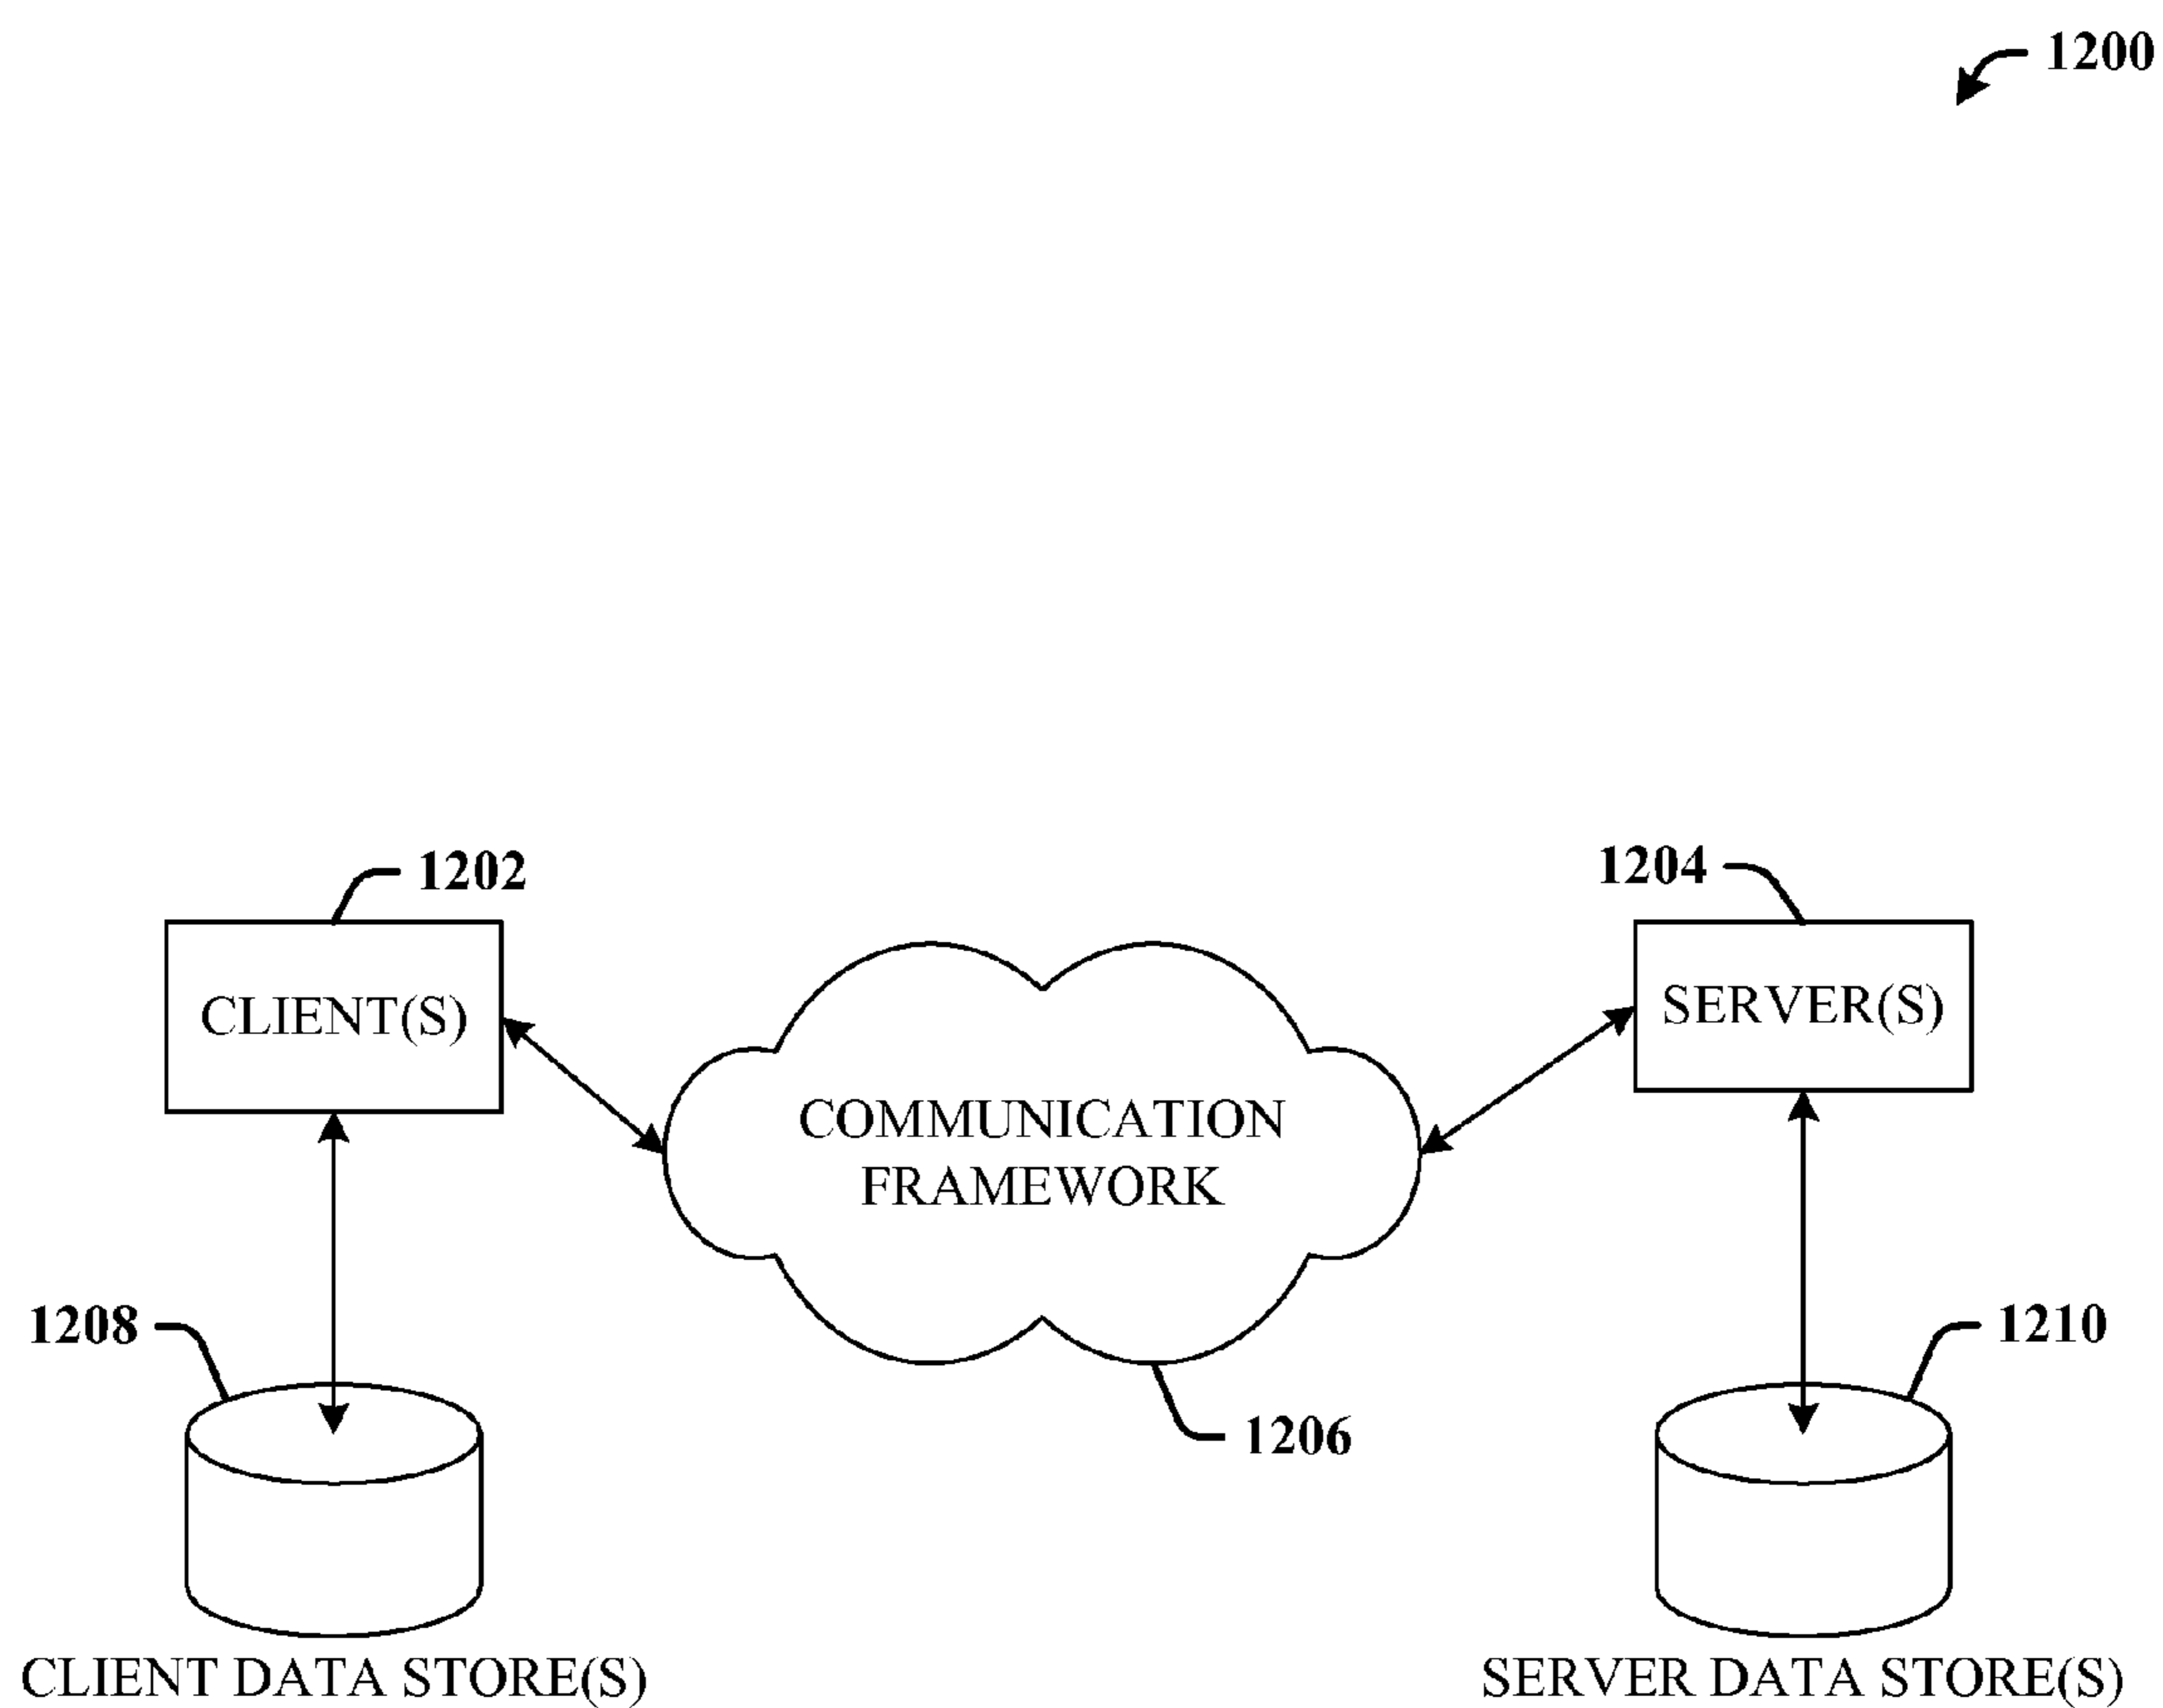 1200
1202
1204
CLIENT(S)
SERVER(S)
COMMUNICATION
FRAMEWORK
1208
1210
1206
CLIENT DATA STORE(S)
SERVER DATA STORE(S)